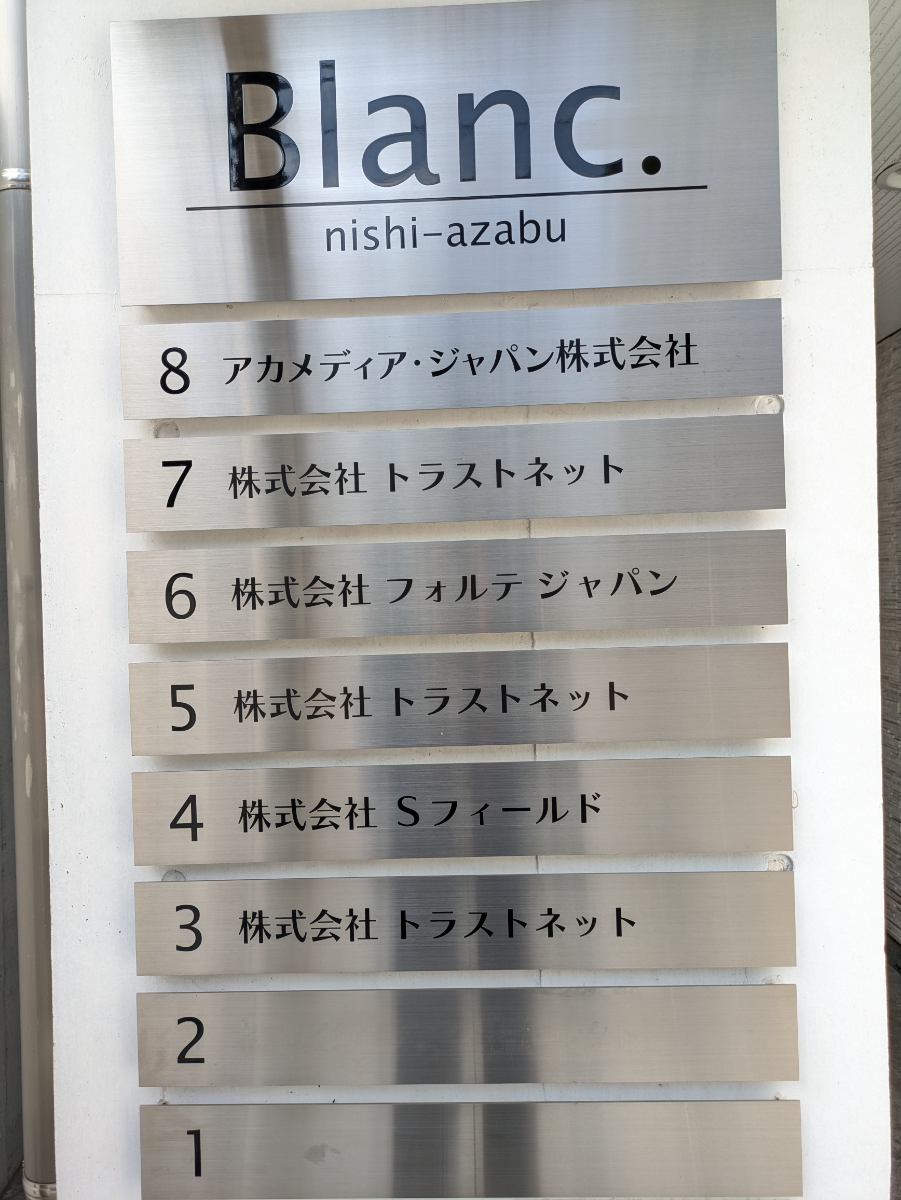 Blanc.
nishi-azabu
8 アカメディア・ジャパン株式会社
7 株式会社 トラストネット
6 株式会社 フォルテ ジャパン
5 株式会社 トラストネット
4 株式会社 Sフィールド
3 株式会社 トラストネット
2
1